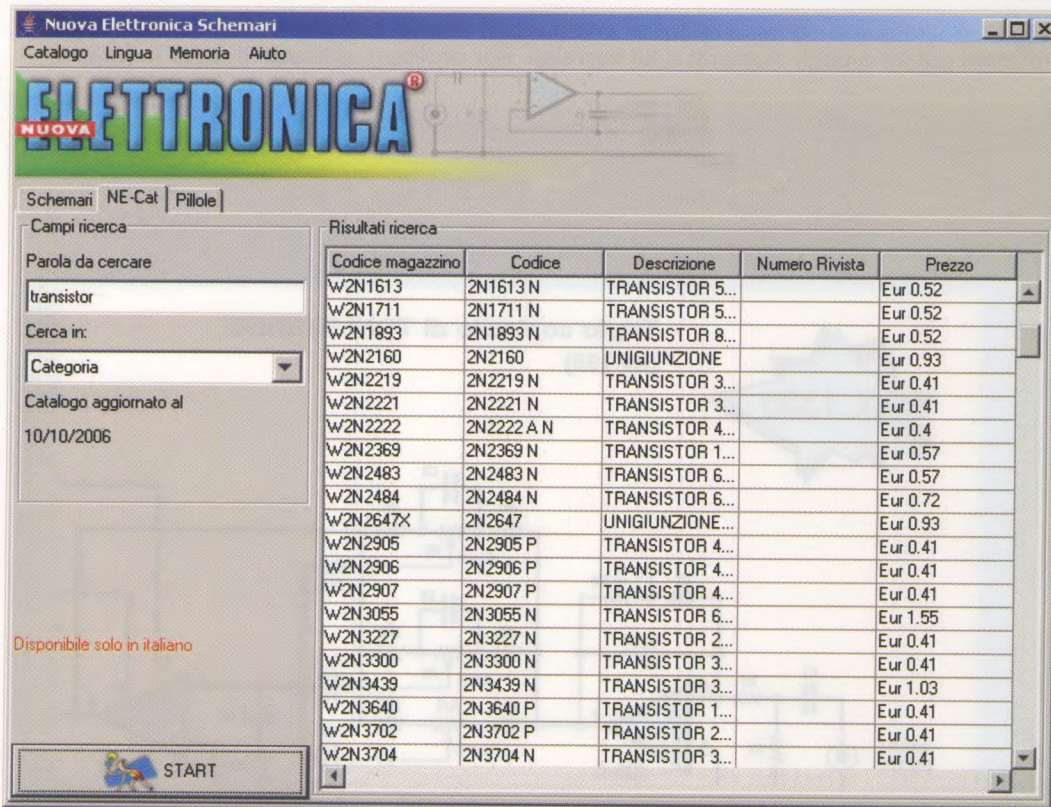 Nuova Elettronica Schemari
Catalogo Lingua Memoria Aiuto
NUOVA ELETTRONICA ®
Schemari NE-Cat Pillole
Campi ricerca
Parola da cercare
transistor
Cerca in:
Categoria
Catalogo aggiornato al
10/10/2006
Disponibile solo in italiano
START
Risultati ricerca
Codice magazzino Codice Descrizione Numero Rivista Prezzo
W2N1613 2N1613 N TRANSISTOR 5... Eur 0.52
W2N1711 2N1711 N TRANSISTOR 5... Eur 0.52
W2N1893 2N1893 N TRANSISTOR 8... Eur 0.52
W2N2160 2N2160 UNIGIUNZIONE Eur 0.93
W2N2219 2N2219 N TRANSISTOR 3... Eur 0.41
W2N2221 2N2221 N TRANSISTOR 3... Eur 0.41
W2N2222 2N2222 A N TRANSISTOR 4... Eur 0.4
W2N2369 2N2369 N TRANSISTOR 1... Eur 0.57
W2N2483 2N2483 N TRANSISTOR 6... Eur 0.57
W2N2484 2N2484 N TRANSISTOR 6... Eur 0.72
W2N2647X 2N2647 UNIGIUNZIONE... Eur 0.93
W2N2905 2N2905 P TRANSISTOR 4... Eur 0.41
W2N2906 2N2906 P TRANSISTOR 4... Eur 0.41
W2N2907 2N2907 P TRANSISTOR 4... Eur 0.41
W2N3055 2N3055 N TRANSISTOR 6... Eur 1.55
W2N3227 2N3227 N TRANSISTOR 2... Eur 0.41
W2N3300 2N3300 N TRANSISTOR 3... Eur 0.41
W2N3439 2N3439 N TRANSISTOR 3... Eur 1.03
W2N3640 2N3640 P TRANSISTOR 1... Eur 0.41
W2N3702 2N3702 P TRANSISTOR 2... Eur 0.41
W2N3704 2N3704 N TRANSISTOR 3... Eur 0.41